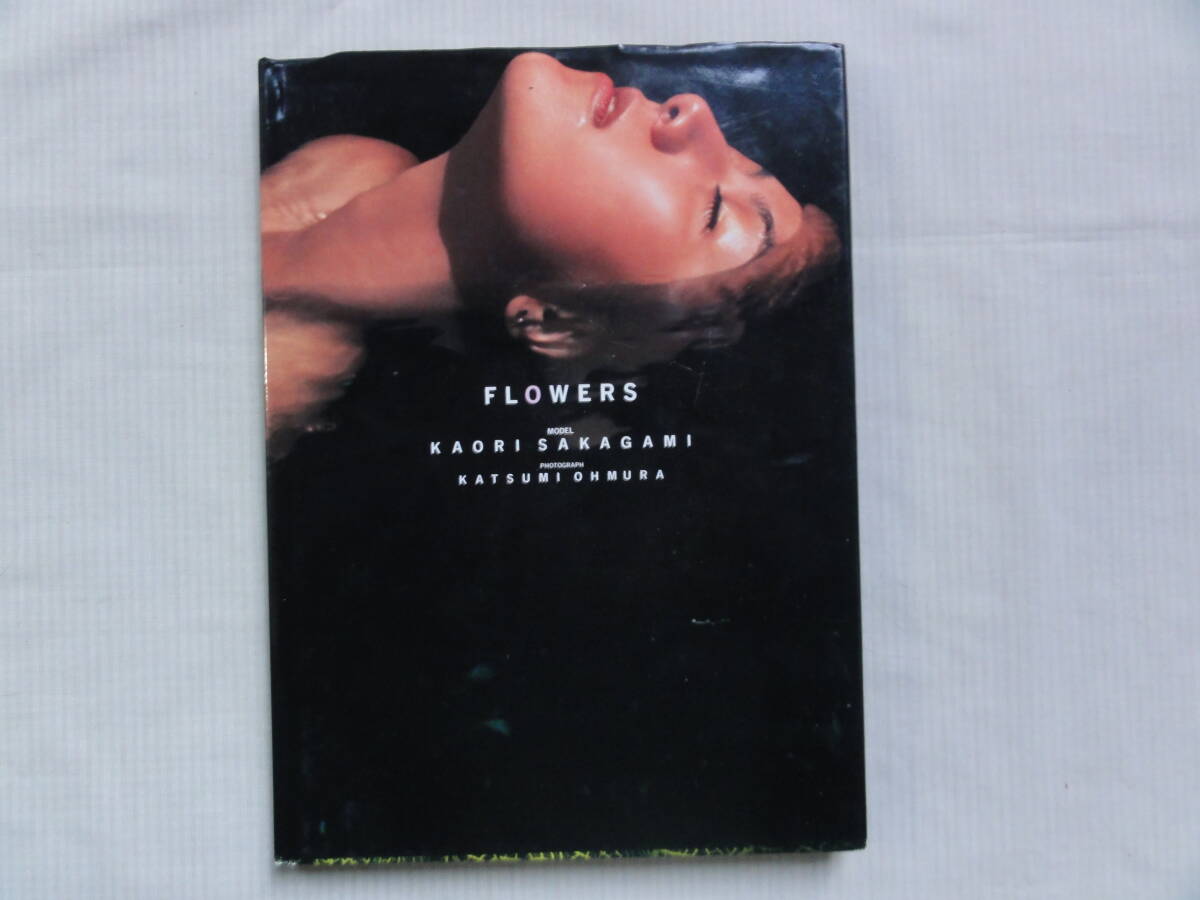 FLOWERS
MODEL
KAORI SAKAGAMI
PHOTOGRAPH
KATSUMI OHMURA